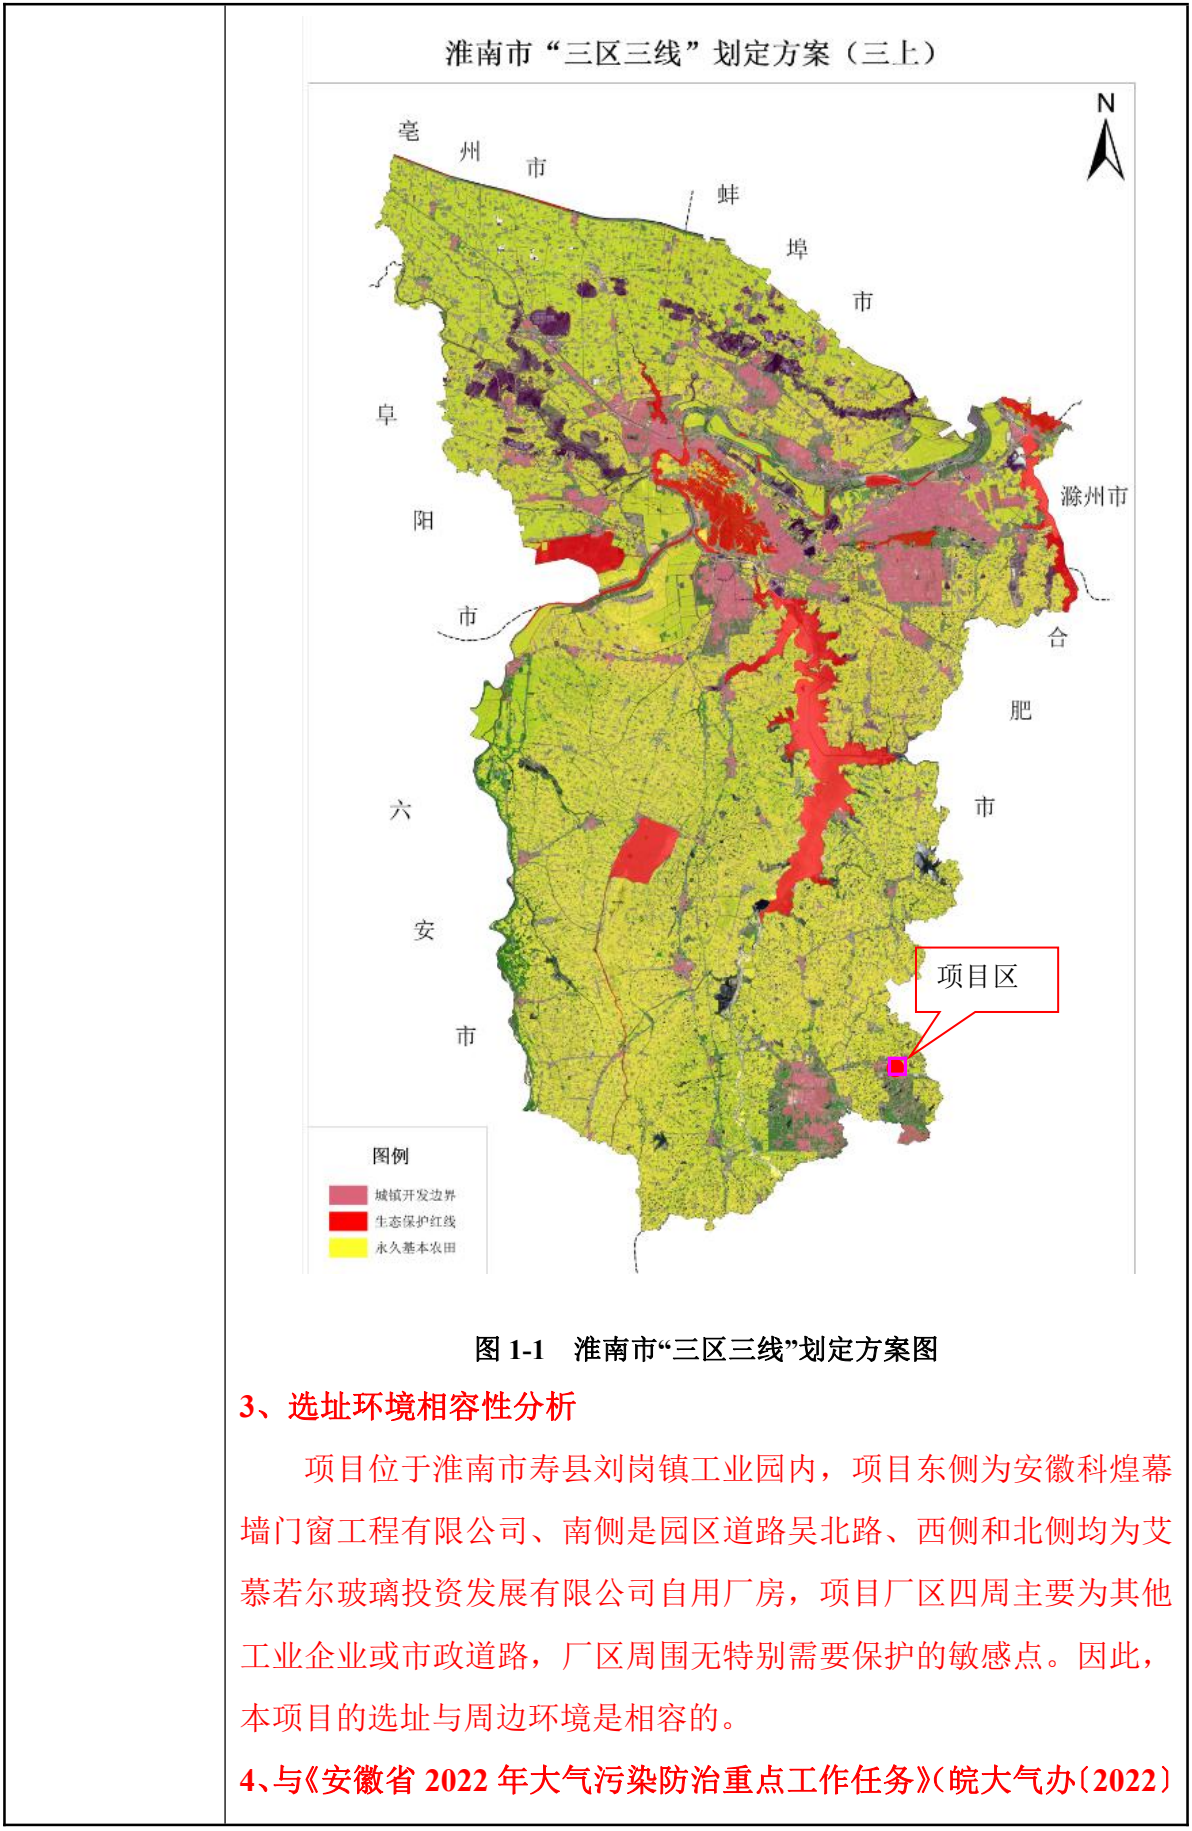 淮南市“三区三线”划定方案（三上）
N
亳
州
市
蚌
埠
市
阜
阳
市
滁州市
合
肥
市
六
安
市
项目区
图例
城镇开发边界
生态保护红线
永久基本农田
图 1-1 淮南市“三区三线”划定方案图
3、选址环境相容性分析
项目位于淮南市寿县刘岗镇工业园内，项目东侧为安徽科煌幕
墙门窗工程有限公司、南侧是园区道路吴北路、西侧和北侧均为艾
慕若尔玻璃投资发展有限公司自用厂房，项目厂区四周主要为其他
工业企业或市政道路，厂区周围无特别需要保护的敏感点。因此，
本项目的选址与周边环境是相容的。
4、与《安徽省 2022 年大气污染防治重点工作任务》（皖大气办〔2022〕